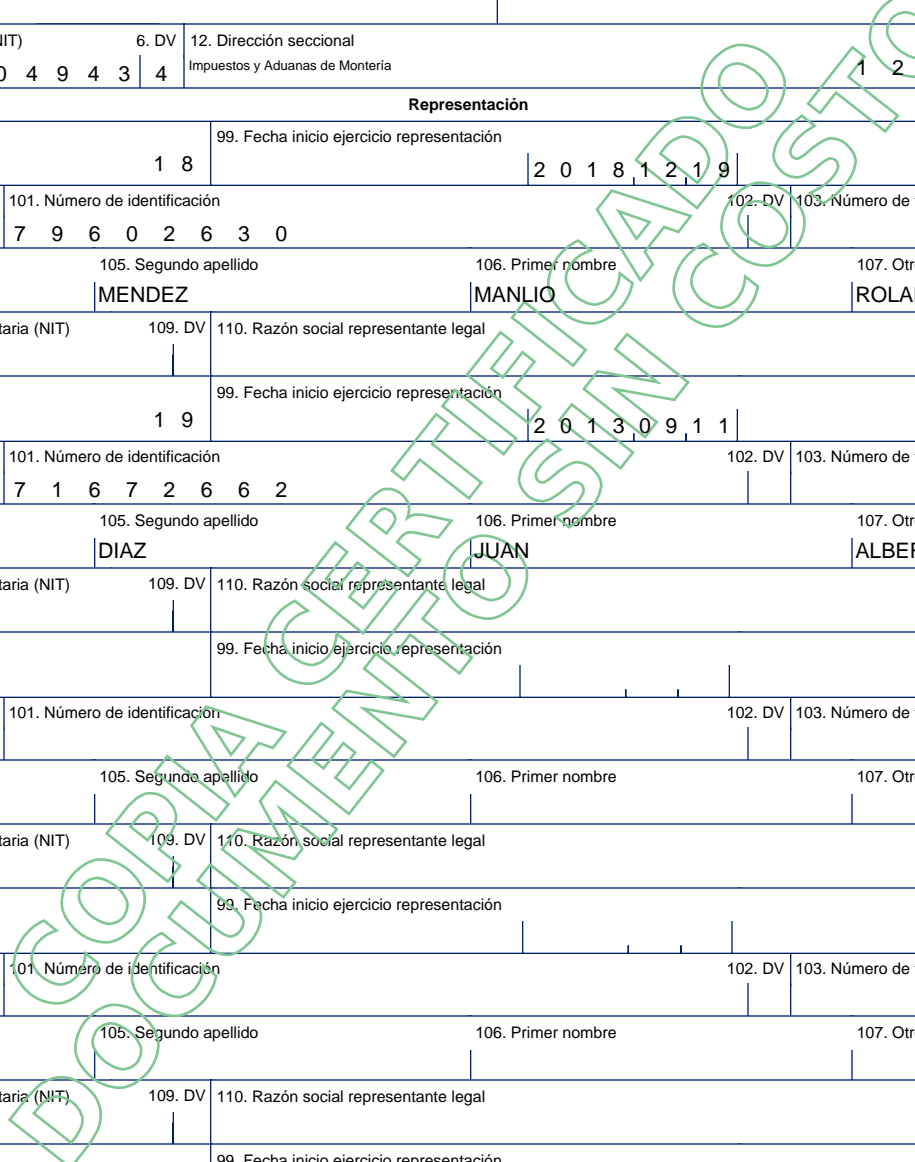 NIT) 6. DV 12. Dirección seccional
0 4 9 4 3 4 Impuestos y Aduanas de Montería 1 2
Representación
99. Fecha inicio ejercicio representación
1 8 2 0 1 8 1 2 1 9
101. Número de identificación 102. DV 103. Número de
7 9 6 0 2 6 3 0
105. Segundo apellido 106. Primer nombre 107. Otr
MENDEZ MANLIO ROLA
taria (NIT) 109. DV 110. Razón social representante legal
99. Fecha inicio ejercicio representación
1 9 2 0 1 3 0 9 1 1
101. Número de identificación 102. DV 103. Número de
7 1 6 7 2 6 6 2
105. Segundo apellido 106. Primer nombre 107. Otr
DIAZ JUAN ALBER
taria (NIT) 109. DV 110. Razón social representante legal
99. Fecha inicio ejercicio representación
101. Número de identificación 102. DV 103. Número de
105. Segundo apellido 106. Primer nombre 107. Otr
taria (NIT) 109. DV 110. Razón social representante legal
99. Fecha inicio ejercicio representación
101. Número de identificación 102. DV 103. Número de
105. Segundo apellido 106. Primer nombre 107. Otr
taria (NIT) 109. DV 110. Razón social representante legal
99. Fecha inicio ejercicio representación
COPIA CERTIFICADO
DOCUMENTO SIN COSTO